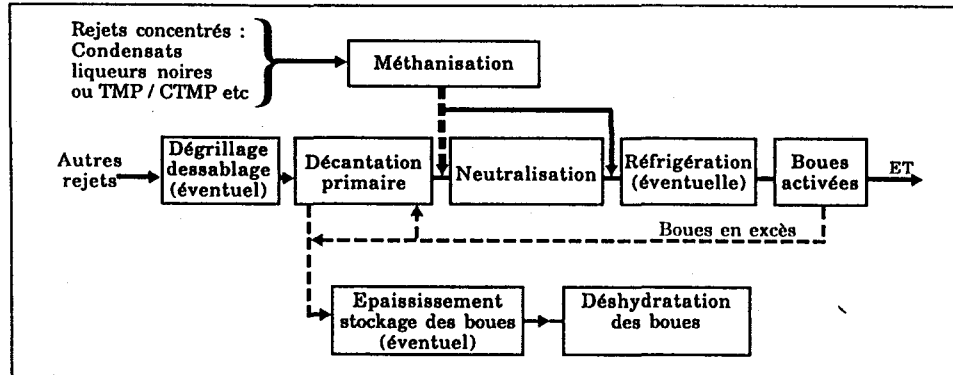 Rejets concentrés :
Condensats
liqueurs noires
ou TMP / CTMP etc
Méthanisation
Autres
rejets
Dégrillage
dessablage
(éventuel)
Décantation
primaire
Neutralisation
Réfrigération
(éventuelle)
Boues
activées
ET
Boues en excès
Epaississement
stockage des boues
(éventuel)
Déshydratation
des boues